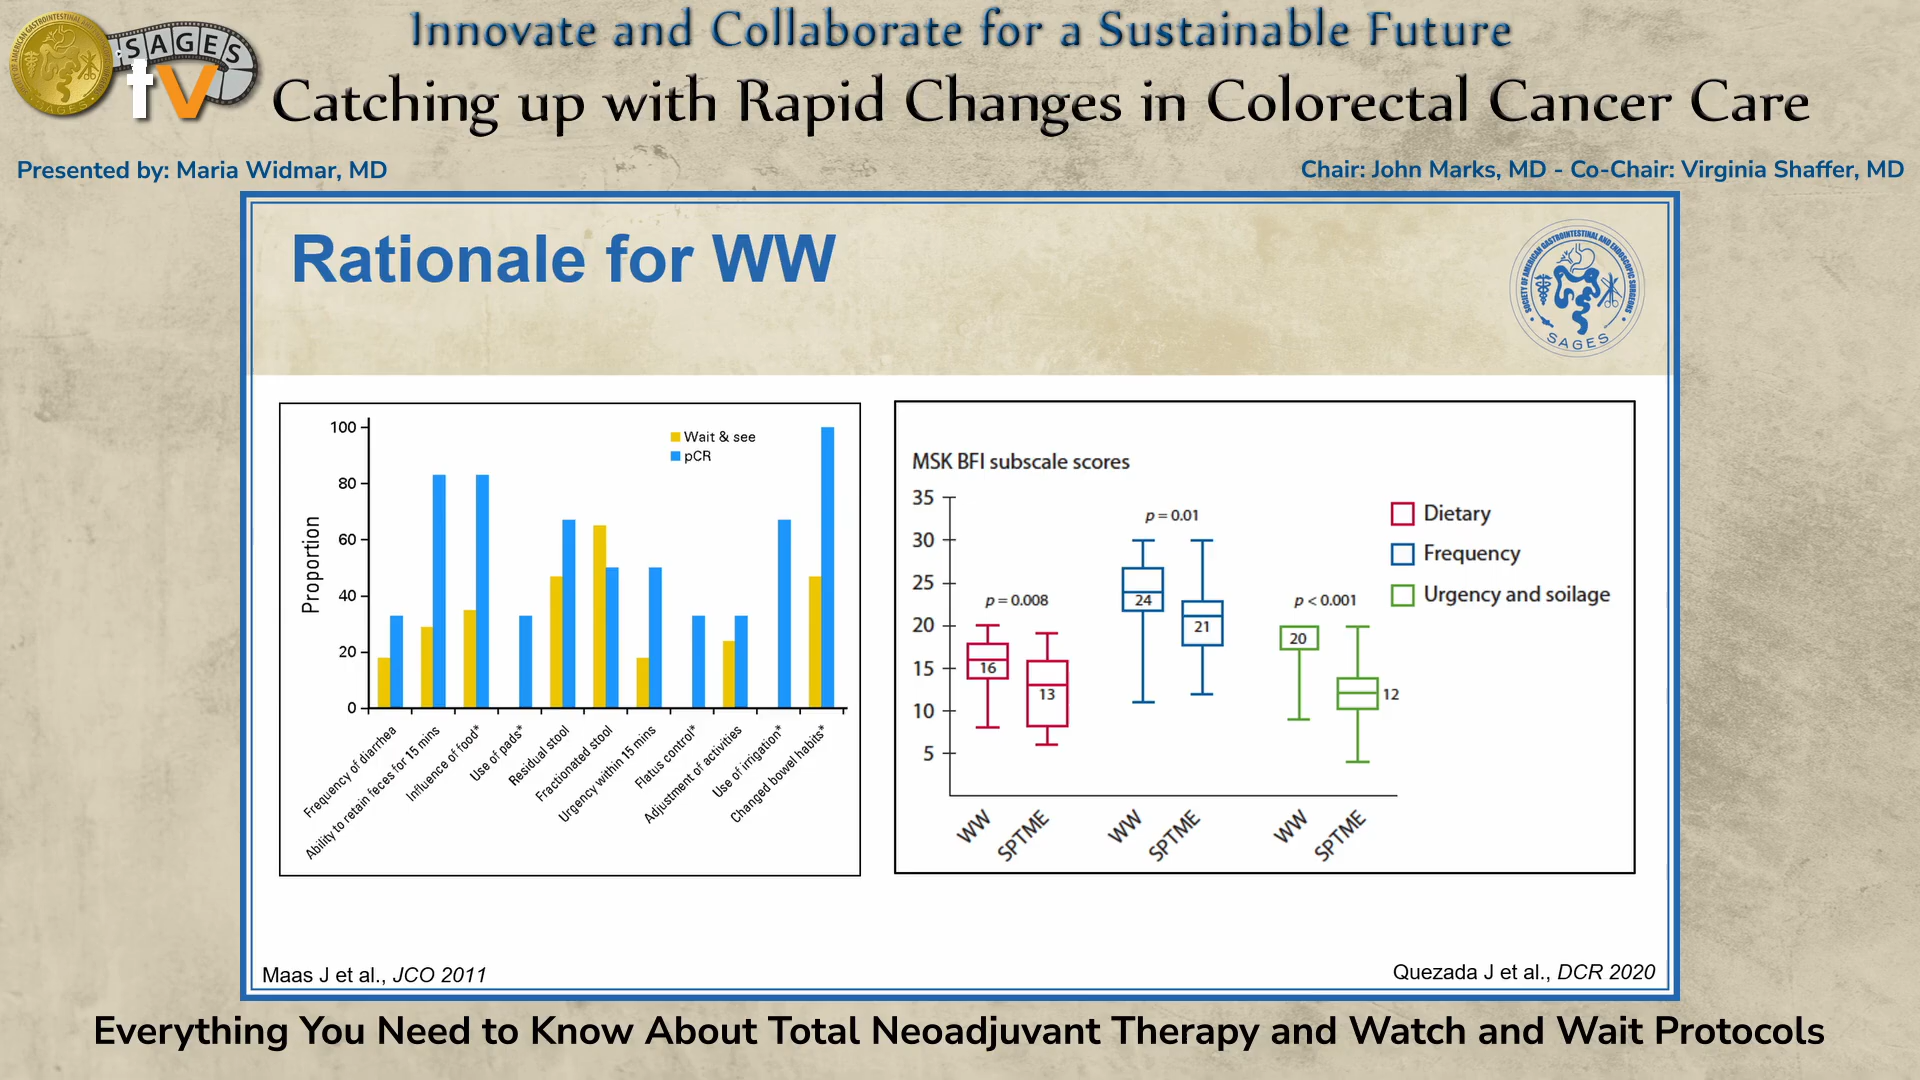 Innovate and Collaborate for a Sustainable Future
SAGES
tv
Catching up with Rapid Changes in Colorectal Cancer Care
Presented by: Maria Widmar, MD
Chair: John Marks, MD - Co-Chair: Virginia Shaffer, MD
Rationale for WW
SOCIETY OF AMERICAN GASTROINTESTINAL AND ENDOSCOPIC SURGEONS
SAGES
Proportion
100
80
60
40
20
0
Wait & see
pCR
Frequency of diarrhea
Ability to retain feces for 15 mins
Influence of food*
Use of pads*
Residual stool
Fractionated stool
Urgency within 15 mins
Flatus control*
Adjustment of activities
Use of irrigation*
Changed bowel habits*
MSK BFI subscale scores
35
30
25
20
15
10
5
p = 0.008
p = 0.01
p < 0.001
16
13
24
21
20
12
Dietary
Frequency
Urgency and soilage
WW
SPTME
WW
SPTME
WW
SPTME
Maas J et al., JCO 2011
Quezada J et al., DCR 2020
Everything You Need to Know About Total Neoadjuvant Therapy and Watch and Wait Protocols